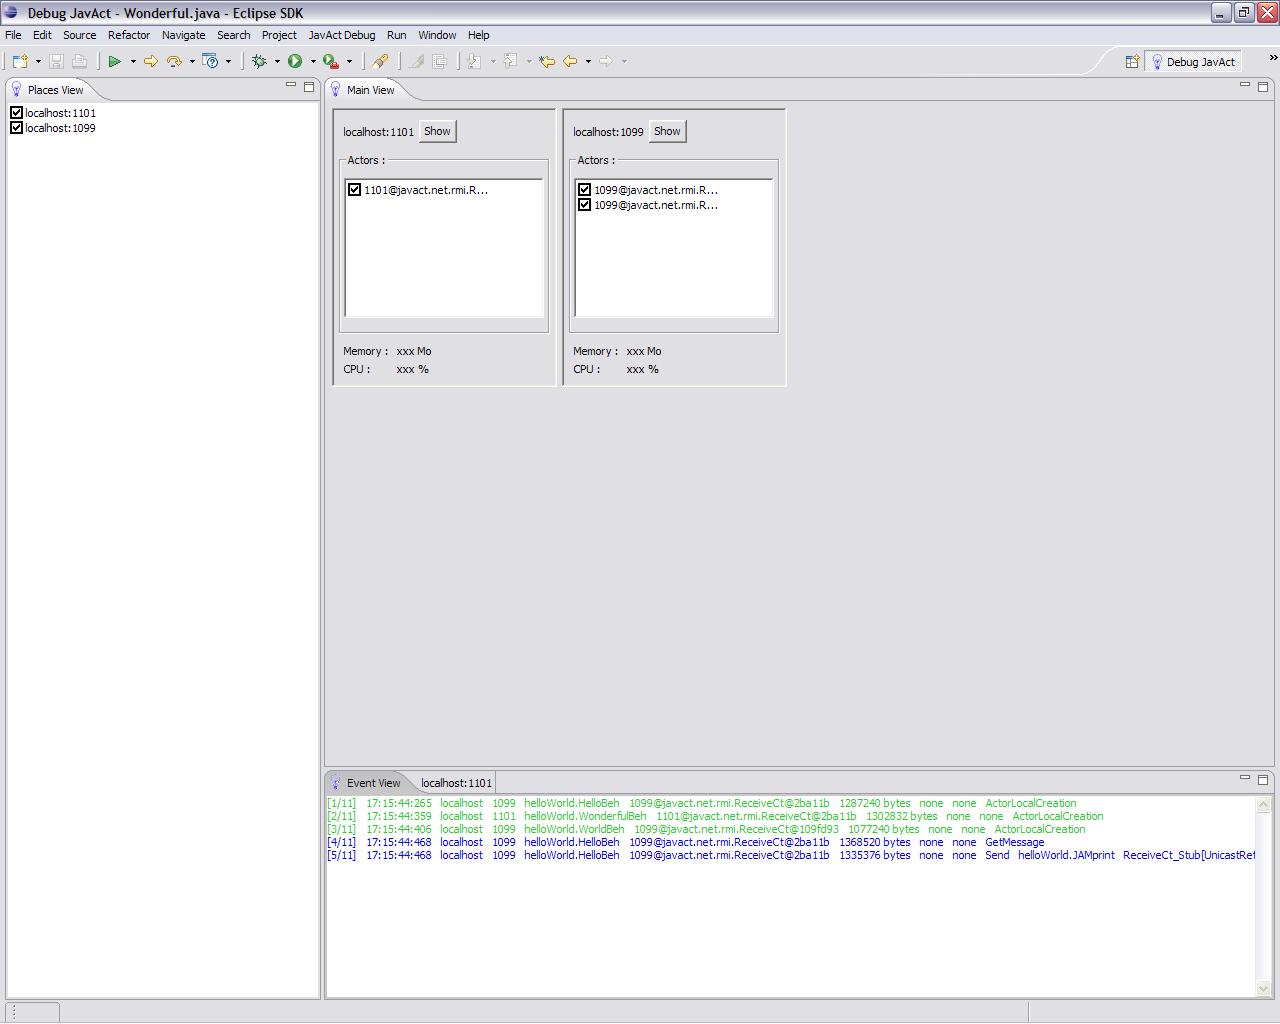 Debug JavAct - Wonderful.java - Eclipse SDK
File Edit Source Refactor Navigate Search Project JavAct Debug Run Window Help
Debug JavAct
Places View
localhost:1101
localhost:1099
Main View
localhost:1101 Show
Actors :
1101@javact.net.rmi.R...
Memory : xxx Mo
CPU : xxx %
localhost:1099 Show
Actors :
1099@javact.net.rmi.R...
1099@javact.net.rmi.R...
Memory : xxx Mo
CPU : xxx %
Event View localhost:1101
[1/11] 17:15:44:265 localhost 1099 helloWorld.HelloBeh 1099@javact.net.rmi.ReceiveCt@2ba11b 1287240 bytes none none ActorLocalCreation
[2/11] 17:15:44:359 localhost 1101 helloWorld.WonderfulBeh 1101@javact.net.rmi.ReceiveCt@2ba11b 1302832 bytes none none ActorLocalCreation
[3/11] 17:15:44:406 localhost 1099 helloWorld.WorldBeh 1099@javact.net.rmi.ReceiveCt@109fd93 1077240 bytes none none ActorLocalCreation
[4/11] 17:15:44:468 localhost 1099 helloWorld.HelloBeh 1099@javact.net.rmi.ReceiveCt@2ba11b 1368520 bytes none none GetMessage
[5/11] 17:15:44:468 localhost 1099 helloWorld.HelloBeh 1099@javact.net.rmi.ReceiveCt@2ba11b 1335376 bytes none none Send helloWorld.JAMprint ReceiveCt_Stub[UnicastRef